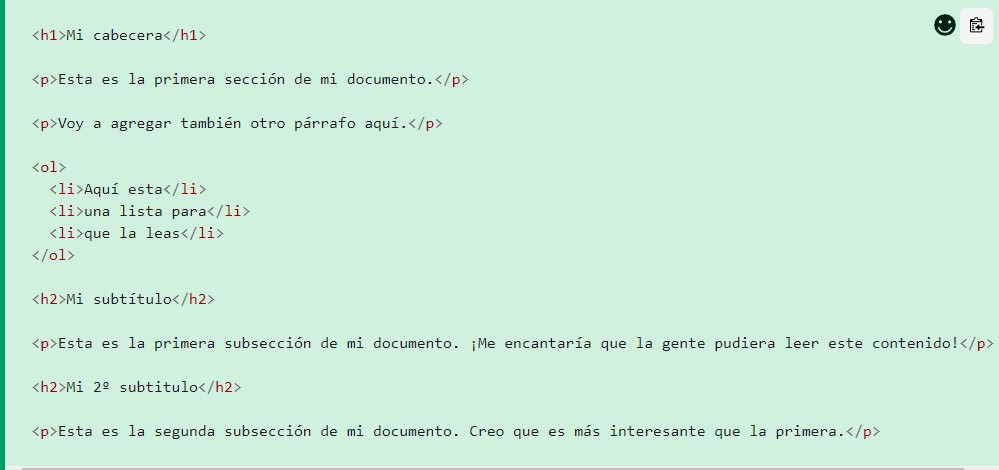 <h1>Mi cabecera</h1>
<p>Esta es la primera sección de mi documento.</p>
<p>Voy a agregar también otro párrafo aquí.</p>
<ol>
<li>Aquí esta</li>
<li>una lista para</li>
<li>que la leas</li>
</ol>
<h2>Mi subtítulo</h2>
<p>Esta es la primera subsección de mi documento. ¡Me encantaría que la gente pudiera leer este contenido!</p>
<h2>Mi 2º subtitulo</h2>
<p>Esta es la segunda subsección de mi documento. Creo que es más interesante que la primera.</p>